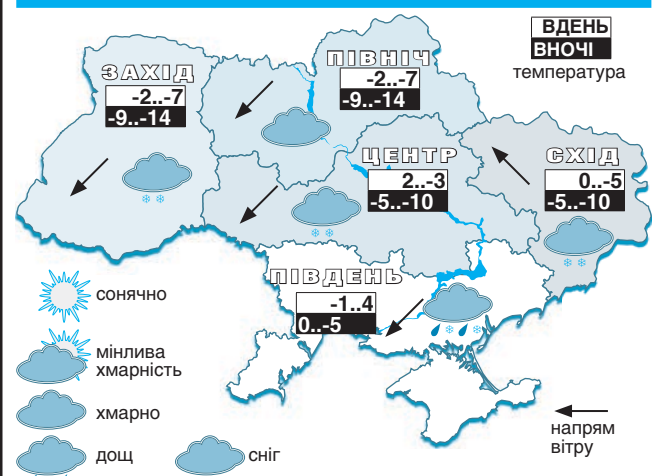 ВДЕНЬ
ВНОЧІ
температура
ЗАХІД
-2..-7
-9..-14
ПІВНІЧ
-2..-7
-9..-14
ЦЕНТР
2..-3
-5..-10
СХІД
0..-5
-5..-10
ПІВДЕНЬ
-1..4
0..-5
сонячно
мінлива
хмарність
хмарно
дощ
сніг
напрям
вітру